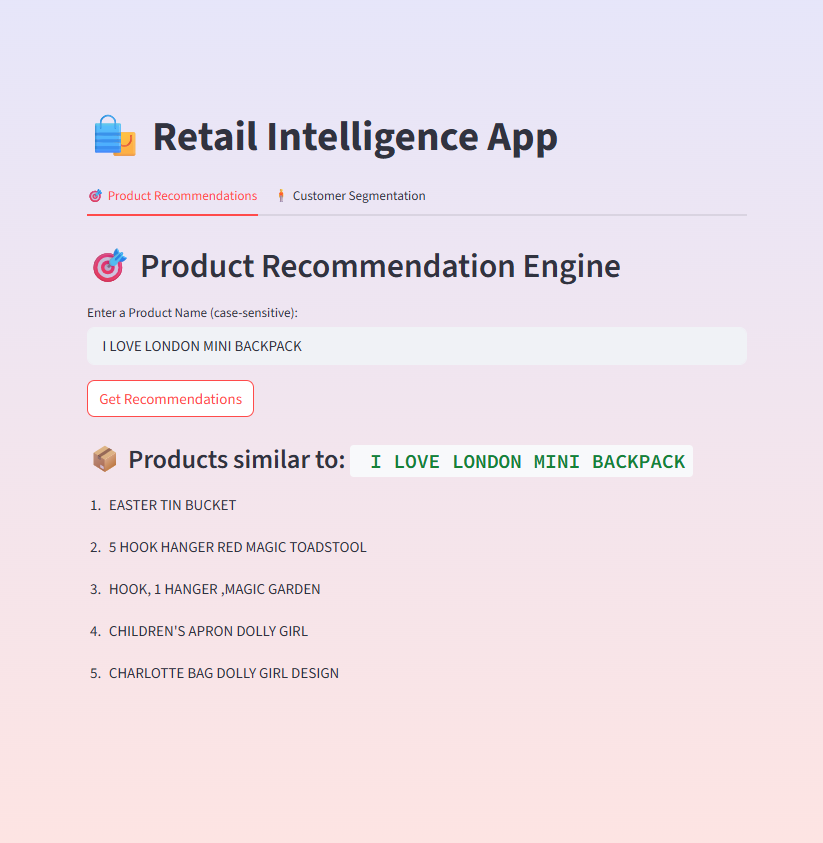 Retail Intelligence App
Product Recommendations
Customer Segmentation
Product Recommendation Engine
Enter a Product Name (case-sensitive):
I LOVE LONDON MINI BACKPACK
Get Recommendations
Products similar to: I LOVE LONDON MINI BACKPACK
1. EASTER TIN BUCKET
2. 5 HOOK HANGER RED MAGIC TOADSTOOL
3. HOOK, 1 HANGER ,MAGIC GARDEN
4. CHILDREN'S APRON DOLLY GIRL
5. CHARLOTTE BAG DOLLY GIRL DESIGN